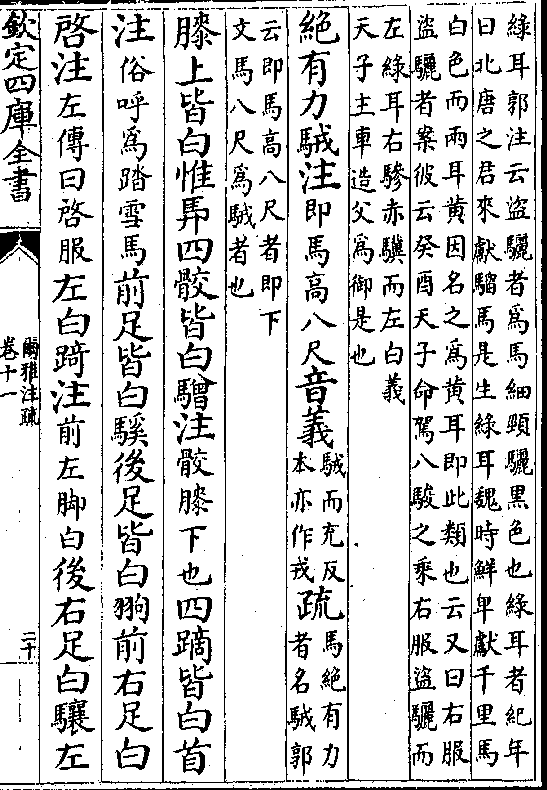 綠耳郭注云盜驪者爲馬細頸驪黑色也綠耳者紀年
曰北唐之君來獻騮馬是生綠耳魏時鮮卑獻千里馬
白色而兩耳黃因名之爲黃耳即此類也云又曰右服
盜驪者案彼云癸酉天子命駕八駿之乘右服盜驪而
左綠耳右驂赤驥而左白義
天子主車造父爲御是也
絕有力駥注即馬高八尺音義駥而充反本亦作戎疏馬絕有力者名駥郭
云即馬高八尺者即下
文馬八尺爲駥者也
膝上皆白惟馵四骹皆白驓注骹膝下也四蹢皆白首
注俗呼爲踏雪馬前足皆白騱後足皆白翑前右足白
啓注左傳曰啓服左白踦注前左脚白後右足白驤左
欽定四庫全書
爾雅注疏
卷十一
二十